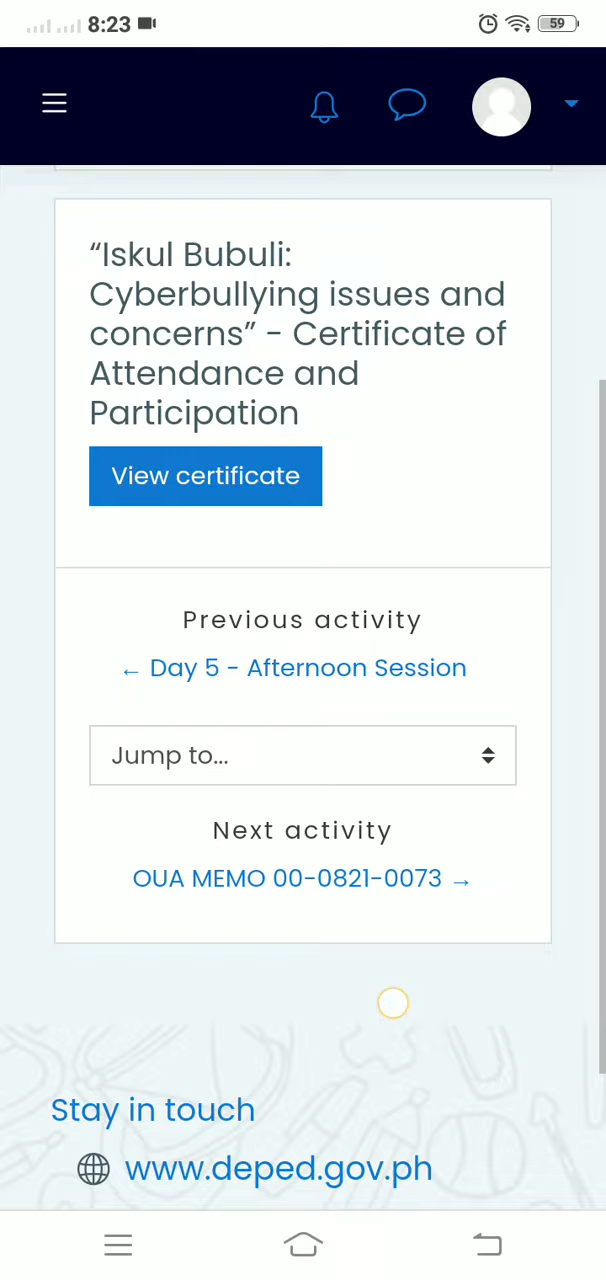 8:23
59
“Iskul Bubuli:
Cyberbullying issues and
concerns” - Certificate of
Attendance and
Participation
View certificate
Previous activity
← Day 5 - Afternoon Session
Jump to...
Next activity
OUA MEMO 00-0821-0073 →
Stay in touch
www.deped.gov.ph